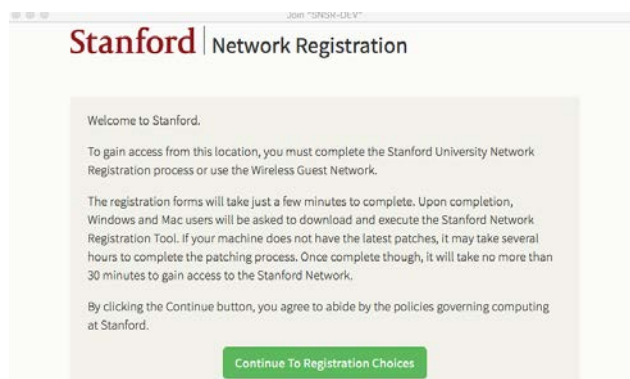 Join "SNSR-DEV"
Stanford | Network Registration
Welcome to Stanford.
To gain access from this location, you must complete the Stanford University Network
Registration process or use the Wireless Guest Network.
The registration forms will take just a few minutes to complete. Upon completion,
Windows and Mac users will be asked to download and execute the Stanford Network
Registration Tool. If your machine does not have the latest patches, it may take several
hours to complete the patching process. Once complete though, it will take no more than
30 minutes to gain access to the Stanford Network.
By clicking the Continue button, you agree to abide by the policies governing computing
at Stanford.
Continue To Registration Choices